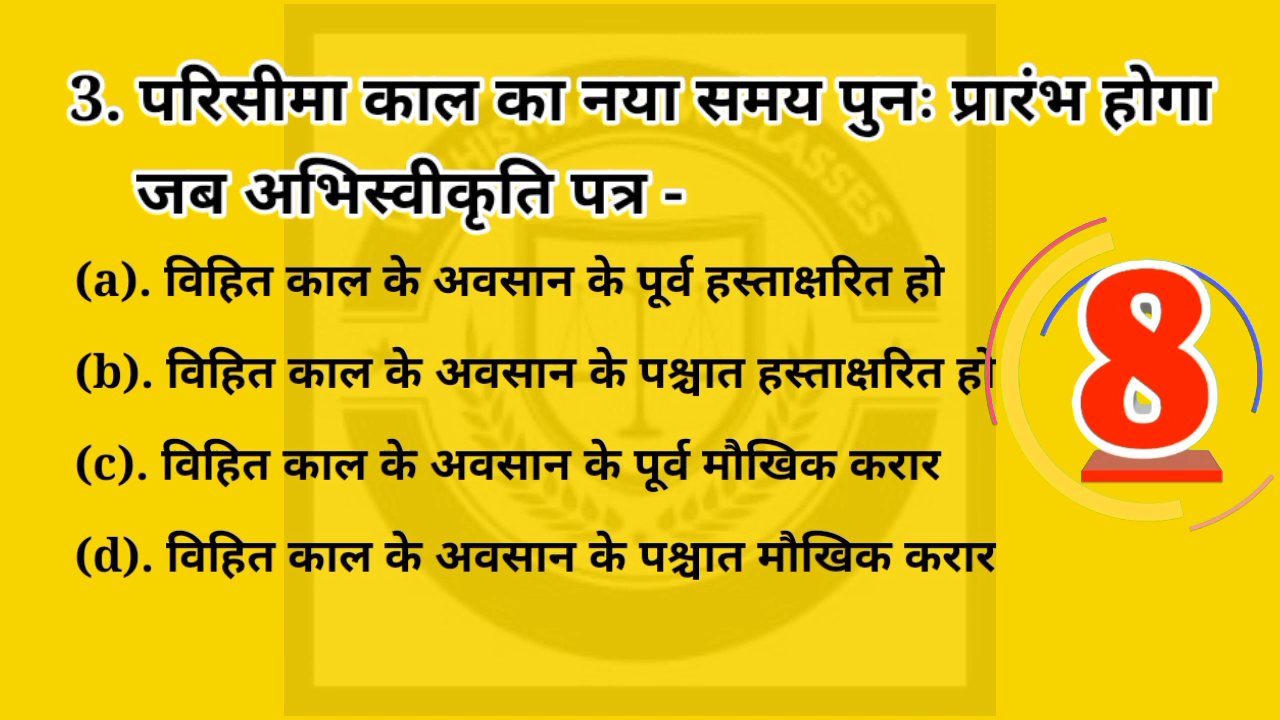 3. परिसीमा काल का नया समय पुनः प्रारंभ होगा
जब अभिस्वीकृति पत्र -
(a). विहित काल के अवसान के पूर्व हस्ताक्षरित हो
(b). विहित काल के अवसान के पश्चात हस्ताक्षरित हो
(c). विहित काल के अवसान के पूर्व मौखिक करार
(d). विहित काल के अवसान के पश्चात मौखिक करार
8